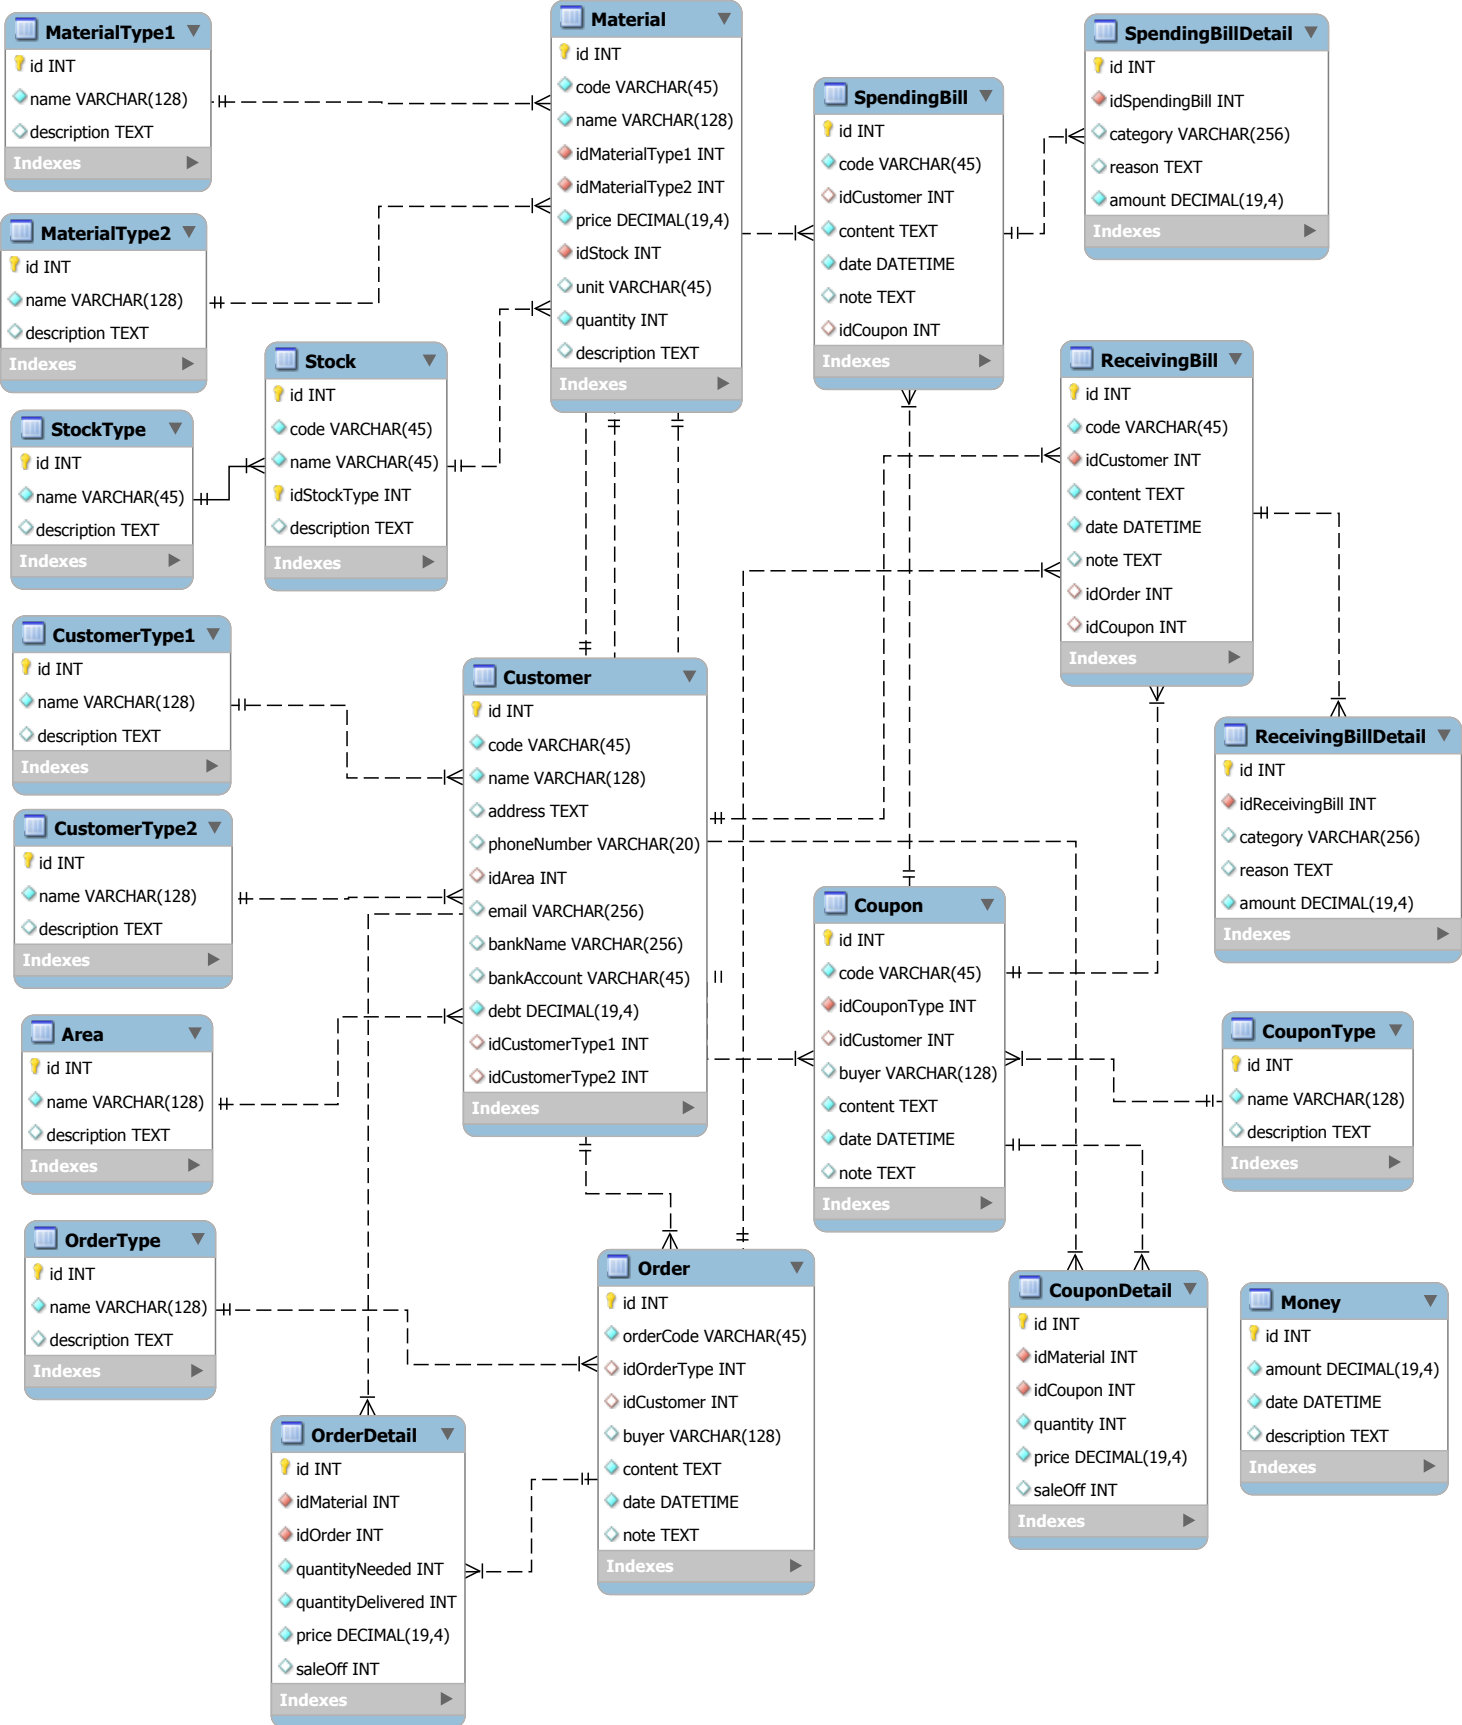 MaterialType1
id INT
name VARCHAR(128)
description TEXT
Indexes
Material
id INT
code VARCHAR(45)
name VARCHAR(128)
idMaterialType1 INT
idMaterialType2 INT
price DECIMAL(19,4)
idStock INT
unit VARCHAR(45)
quantity INT
description TEXT
Indexes
SpendingBill
id INT
code VARCHAR(45)
idCustomer INT
content TEXT
date DATETIME
note TEXT
idCoupon INT
Indexes
SpendingBillDetail
id INT
idSpendingBill INT
category VARCHAR(256)
reason TEXT
amount DECIMAL(19,4)
Indexes
MaterialType2
id INT
name VARCHAR(128)
description TEXT
Indexes
Stock
id INT
code VARCHAR(45)
name VARCHAR(45)
idStockType INT
description TEXT
Indexes
StockType
id INT
name VARCHAR(45)
description TEXT
Indexes
ReceivingBill
id INT
code VARCHAR(45)
idCustomer INT
content TEXT
date DATETIME
note TEXT
idOrder INT
idCoupon INT
Indexes
CustomerType1
id INT
name VARCHAR(128)
description TEXT
Indexes
Customer
id INT
code VARCHAR(45)
name VARCHAR(128)
address TEXT
phoneNumber VARCHAR(20)
idArea INT
email VARCHAR(256)
bankName VARCHAR(256)
bankAccount VARCHAR(45)
debt DECIMAL(19,4)
idCustomerType1 INT
idCustomerType2 INT
Indexes
ReceivingBillDetail
id INT
idReceivingBill INT
category VARCHAR(256)
reason TEXT
amount DECIMAL(19,4)
Indexes
CustomerType2
id INT
name VARCHAR(128)
description TEXT
Indexes
Coupon
id INT
code VARCHAR(45)
idCouponType INT
idCustomer INT
buyer VARCHAR(128)
content TEXT
date DATETIME
note TEXT
Indexes
CouponType
id INT
name VARCHAR(128)
description TEXT
Indexes
Area
id INT
name VARCHAR(128)
description TEXT
Indexes
OrderType
id INT
name VARCHAR(128)
description TEXT
Indexes
Order
id INT
orderCode VARCHAR(45)
idOrderType INT
idCustomer INT
buyer VARCHAR(128)
content TEXT
date DATETIME
note TEXT
Indexes
CouponDetail
id INT
idMaterial INT
idCoupon INT
quantity INT
price DECIMAL(19,4)
saleOff INT
Indexes
Money
id INT
amount DECIMAL(19,4)
date DATETIME
description TEXT
Indexes
OrderDetail
id INT
idMaterial INT
idOrder INT
quantityNeeded INT
quantityDelivered INT
price DECIMAL(19,4)
saleOff INT
Indexes